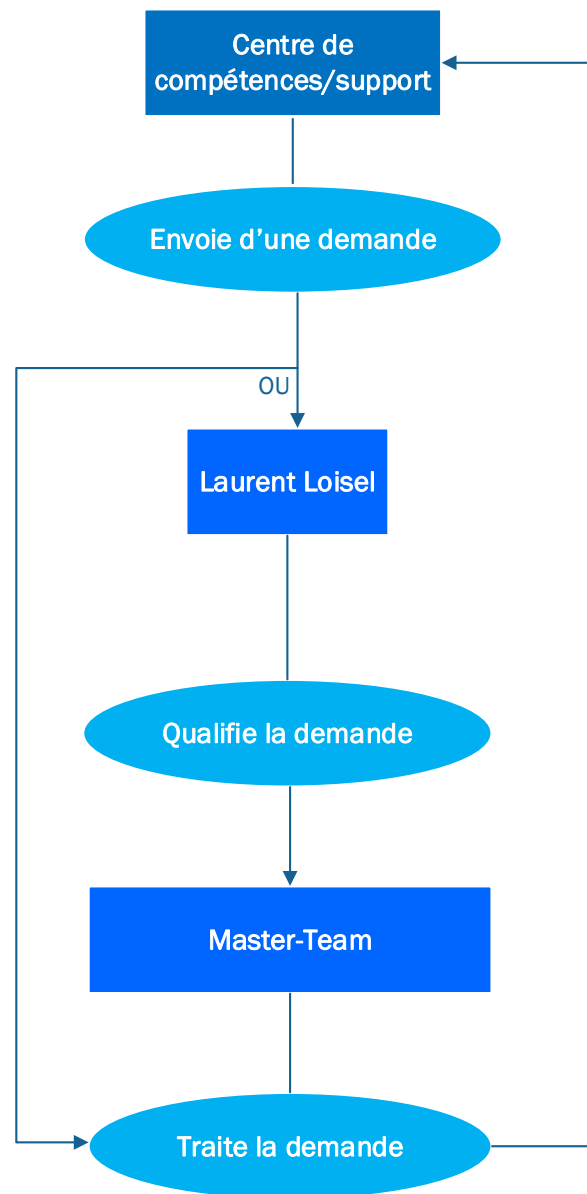 Centre de
compétences/support
Envoie d’une demande
OU
Laurent Loisel
Qualifie la demande
Master-Team
Traite la demande